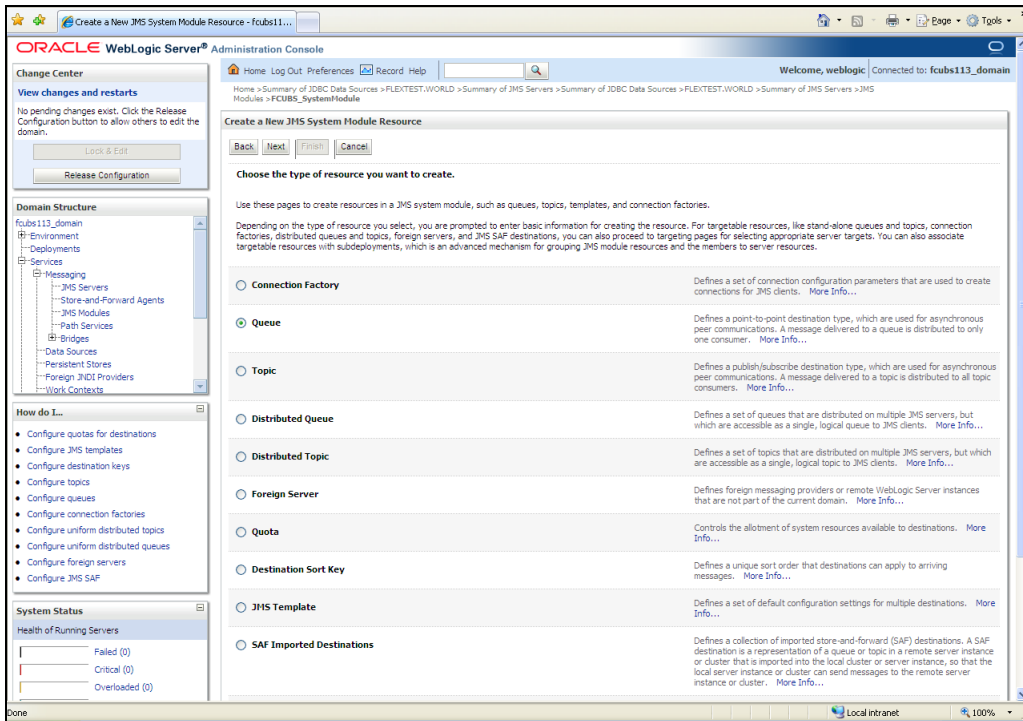 Create a New JMS System Module Resource - fcubs11...
Page
Tools
ORACLE WebLogic Server® Administration Console
Change Center
View changes and restarts
No pending changes exist. Click the Release
Configuration button to allow others to edit the
domain.
Lock & Edit
Release Configuration
Domain Structure
fcubs113_domain
Environment
Deployments
Services
Messaging
JMS Servers
Store-and-Forward Agents
JMS Modules
Path Services
Bridges
Data Sources
Persistent Stores
Foreign JNDI Providers
Work Contexts
How do I...
Configure quotas for destinations
Configure JMS templates
Configure destination keys
Configure topics
Configure queues
Configure connection factories
Configure uniform distributed topics
Configure uniform distributed queues
Configure foreign servers
Configure JMS SAF
System Status
Health of Running Servers
Failed (0)
Critical (0)
Overloaded (0)
Home Log Out Preferences Record Help
Welcome, weblogic Connected to: fcubs113_domain
Home >Summary of JDBC Data Sources >FLEXTEST.WORLD >Summary of JMS Servers >Summary of JDBC Data Sources >FLEXTEST.WORLD >Summary of JMS Servers >JMS
Modules >FCUBS_SystemModule
Create a New JMS System Module Resource
Back Next Finish Cancel
Choose the type of resource you want to create.
Use these pages to create resources in a JMS system module, such as queues, topics, templates, and connection factories.
Depending on the type of resource you select, you are prompted to enter basic information for creating the resource. For targetable resources, like stand-alone queues and topics, connection
factories, distributed queues and topics, foreign servers, and JMS SAF destinations, you can also proceed to targeting pages for selecting appropriate server targets. You can also associate
targetable resources with subdeployments, which is an advanced mechanism for grouping JMS module resources and the members to server resources.
Connection Factory
Defines a set of connection configuration parameters that are used to create
connections for JMS clients. More Info...
Queue
Defines a point-to-point destination type, which are used for asynchronous
peer communications. A message delivered to a queue is distributed to only
one consumer. More Info...
Topic
Defines a publish/subscribe destination type, which are used for asynchronous
peer communications. A message delivered to a topic is distributed to all topic
consumers. More Info...
Distributed Queue
Defines a set of queues that are distributed on multiple JMS servers, but
which are accessible as a single, logical queue to JMS clients. More Info...
Distributed Topic
Defines a set of topics that are distributed on multiple JMS servers, but which
are accessible as a single, logical topic to JMS clients. More Info...
Foreign Server
Defines foreign messaging providers or remote WebLogic Server instances
that are not part of the current domain. More Info...
Quota
Controls the allotment of system resources available to destinations. More
Info...
Destination Sort Key
Defines a unique sort order that destinations can apply to arriving
messages. More Info...
JMS Template
Defines a set of default configuration settings for multiple destinations. More
Info...
SAF Imported Destinations
Defines a collection of imported store-and-forward (SAF) destinations. A SAF
destination is a representation of a queue or topic in a remote server instance
or cluster that is imported into the local cluster or server instance, so that the
local server instance or cluster can send messages to the remote server
instance or cluster. More Info...
Done
Local intranet
100%